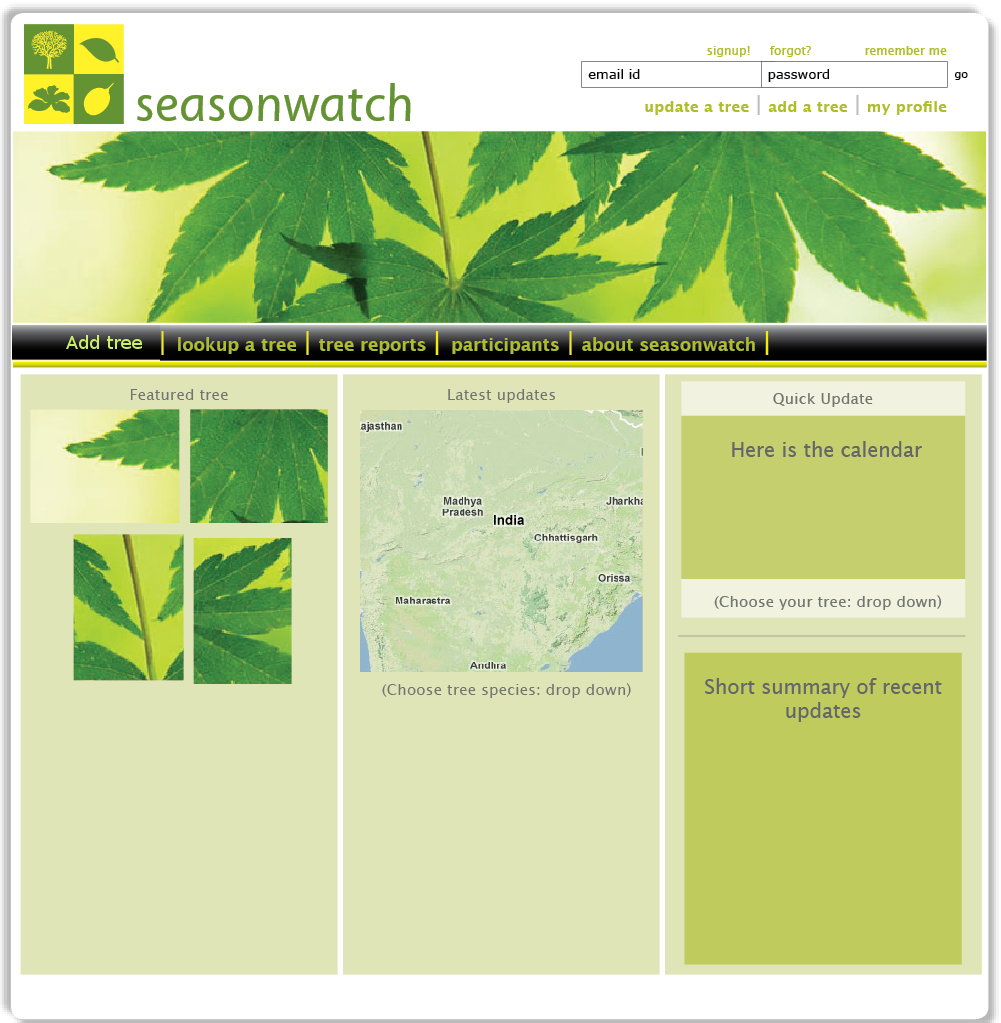 signup! forgot? remember me
email id password go
seasonwatch
update a tree add a tree my profile
Add tree lookup a tree tree reports participants about seasonwatch
Featured tree
Latest updates
ajasthan
Madhya
Pradesh
Jharkha
India
Chhattisgarh
Orissa
Maharastra
Andhra
(Choose tree species: drop down)
Quick Update
Here is the calendar
(Choose your tree: drop down)
Short summary of recent
updates